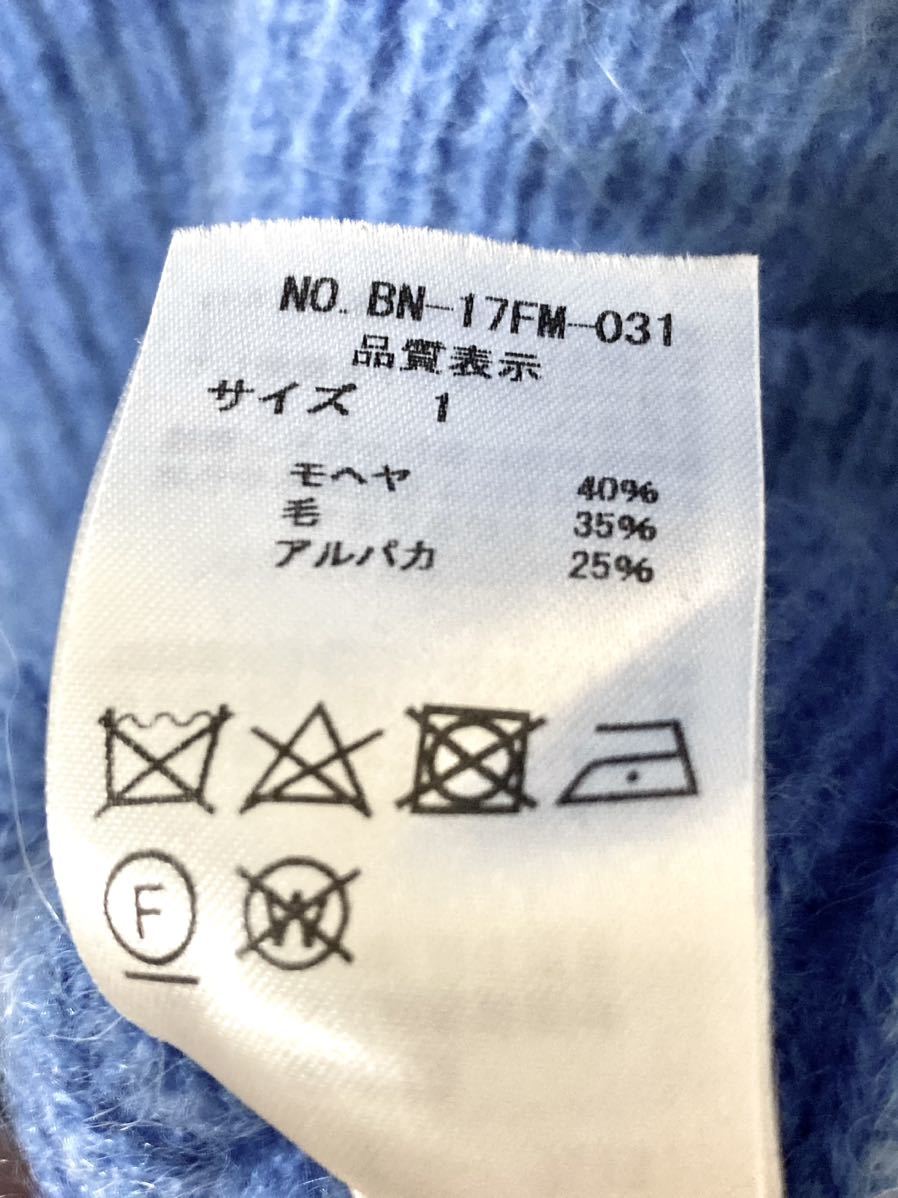 NO. BN-17FM-031
品質表示
サイズ 1
モヘヤ 40%
毛 35%
アルパカ 25%
F
W